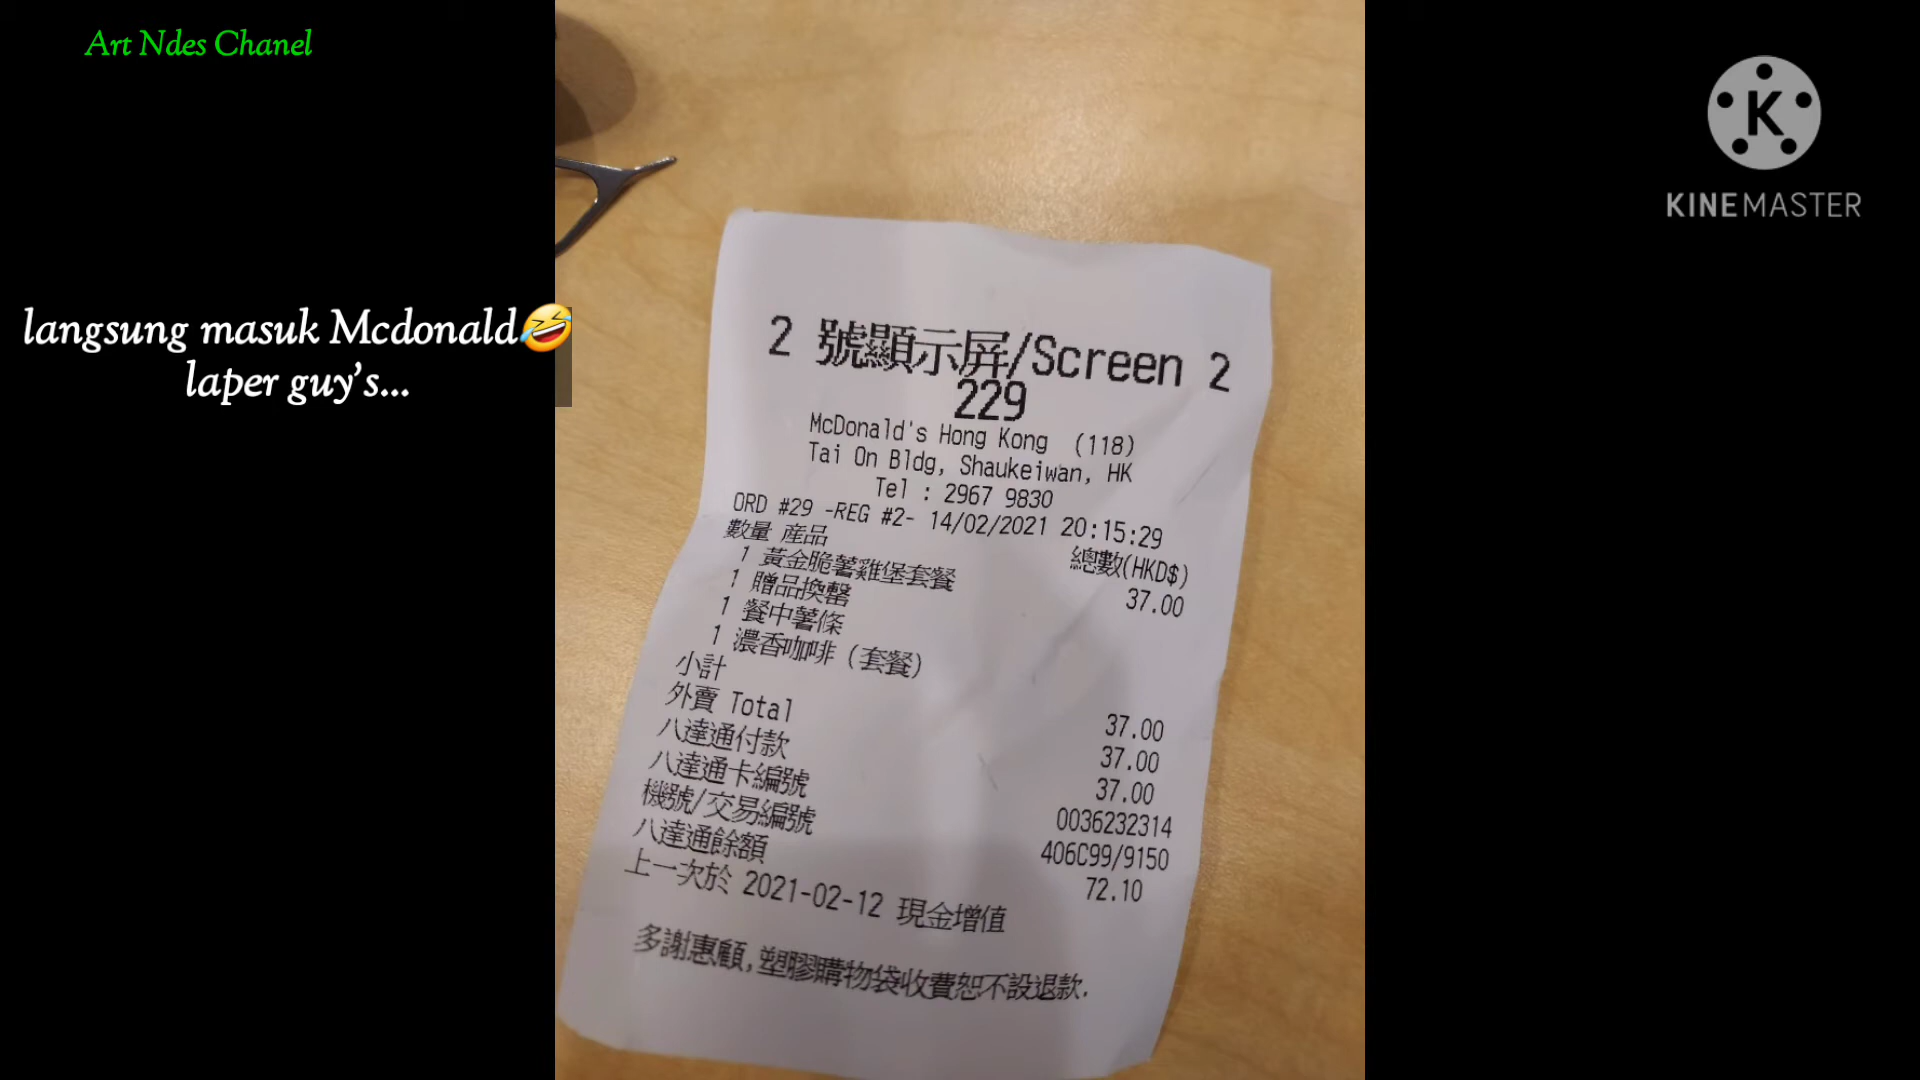 Art Ndes Chanel
K
KINEMASTER
langsung masuk Mcdonald🤣
laper guy's...
2 號顯示屏/Screen 2
229
McDonald's Hong Kong (118)
Tai On Bldg, Shaukeiwan, HK
Tel : 2967 9830
ORD #29 -REG #2- 14/02/2021 20:15:29
數量 產品 總數(HKD$)
1 黃金脆薯雞堡套餐 37.00
1 贈品換罄
1 餐中薯條
1 濃香咖啡 (套餐)
小計 37.00
外賣 Total 37.00
八達通付款 37.00
八達通卡編號 0036232314
機號/交易編號 406C99/9150
八達通餘額 72.10
上一次於 2021-02-12 現金增值
多謝惠顧,塑膠購物袋收費恕不設退款.